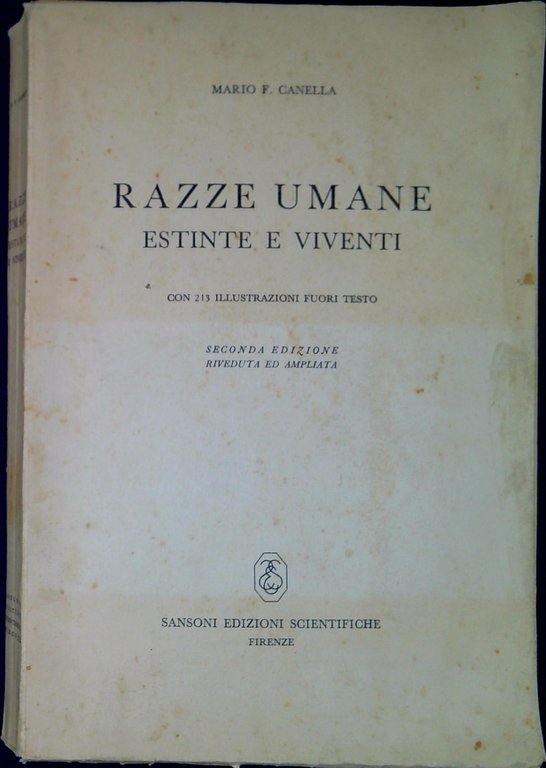 MARIO F. CANELLA
RAZZE UMANE
ESTINTE E VIVENTI
CON 213 ILLUSTRAZIONI FUORI TESTO
SECONDA EDIZIONE
RIVEDUTA ED AMPLIATA
SANSONI EDIZIONI SCIENTIFICHE
FIRENZE